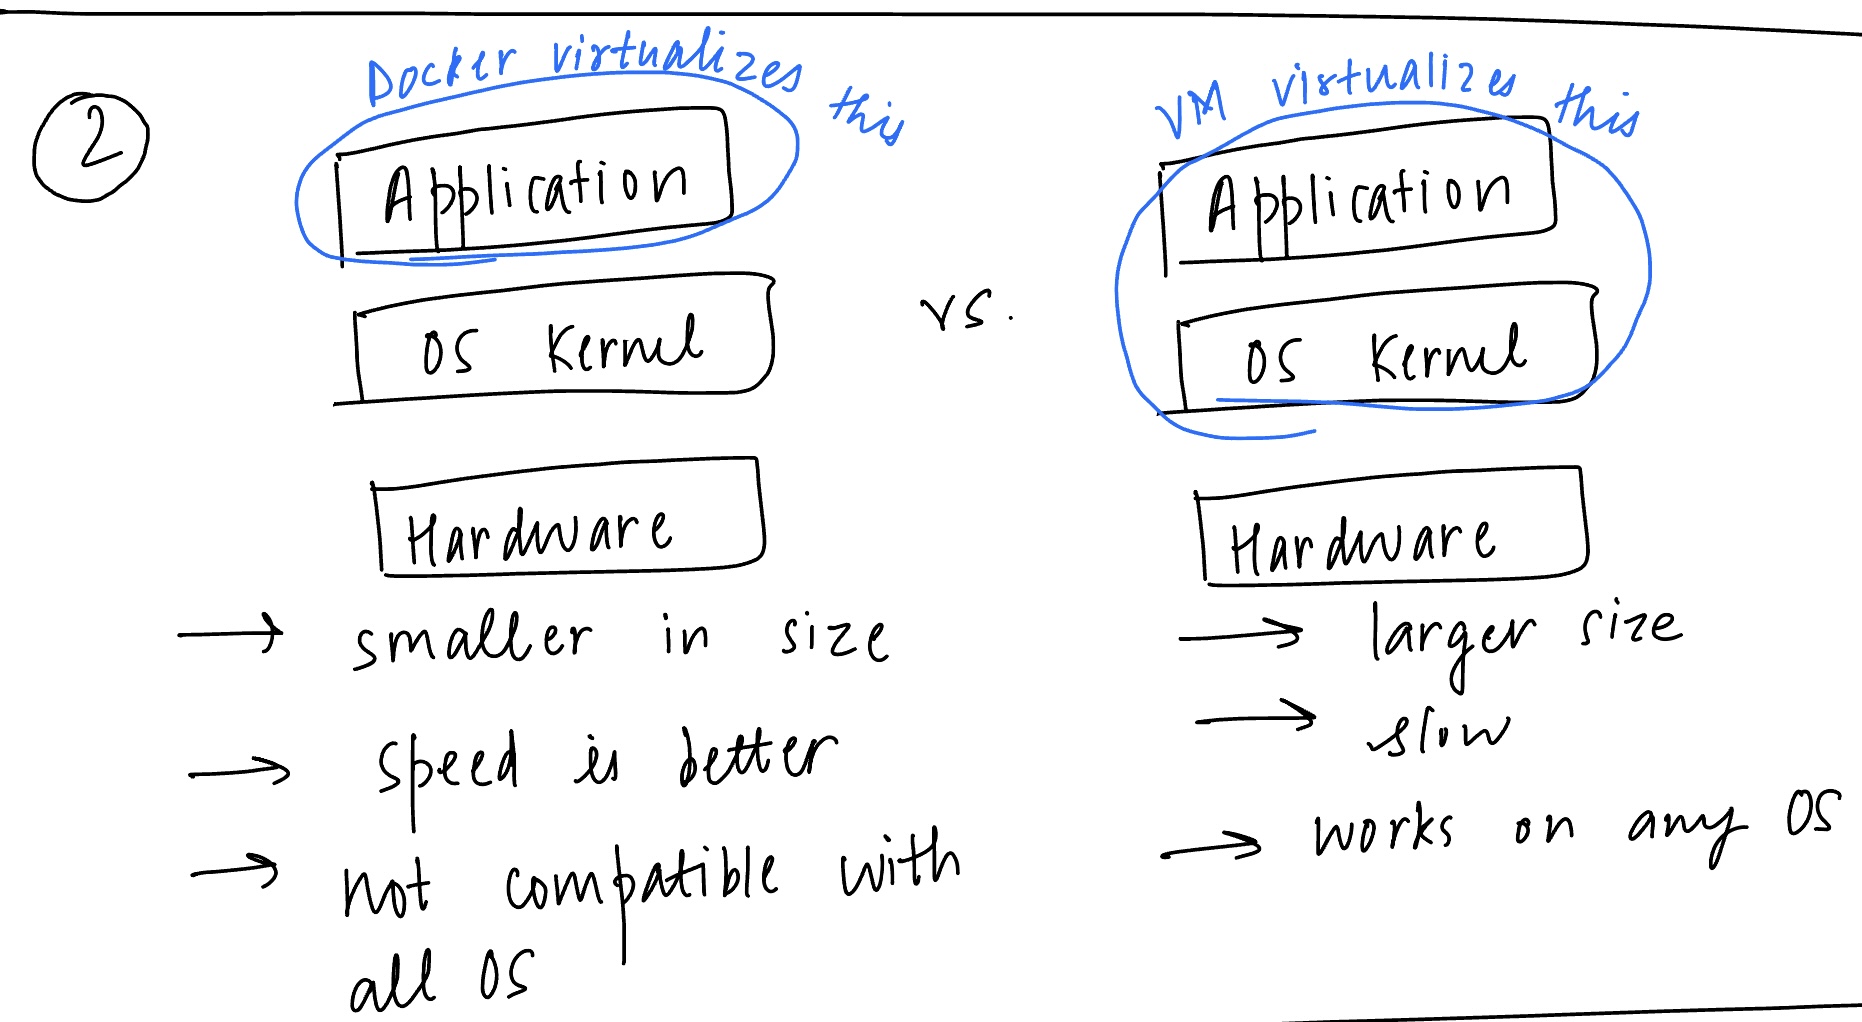 2
Docker virtualizes this
Application
OS Kernel
Hardware
→ smaller in size
→ speed is better
→ not compatible with
all OS
vs.
VM virtualizes this
Application
OS Kernel
Hardware
→ larger size
→ slow
→ works on any OS